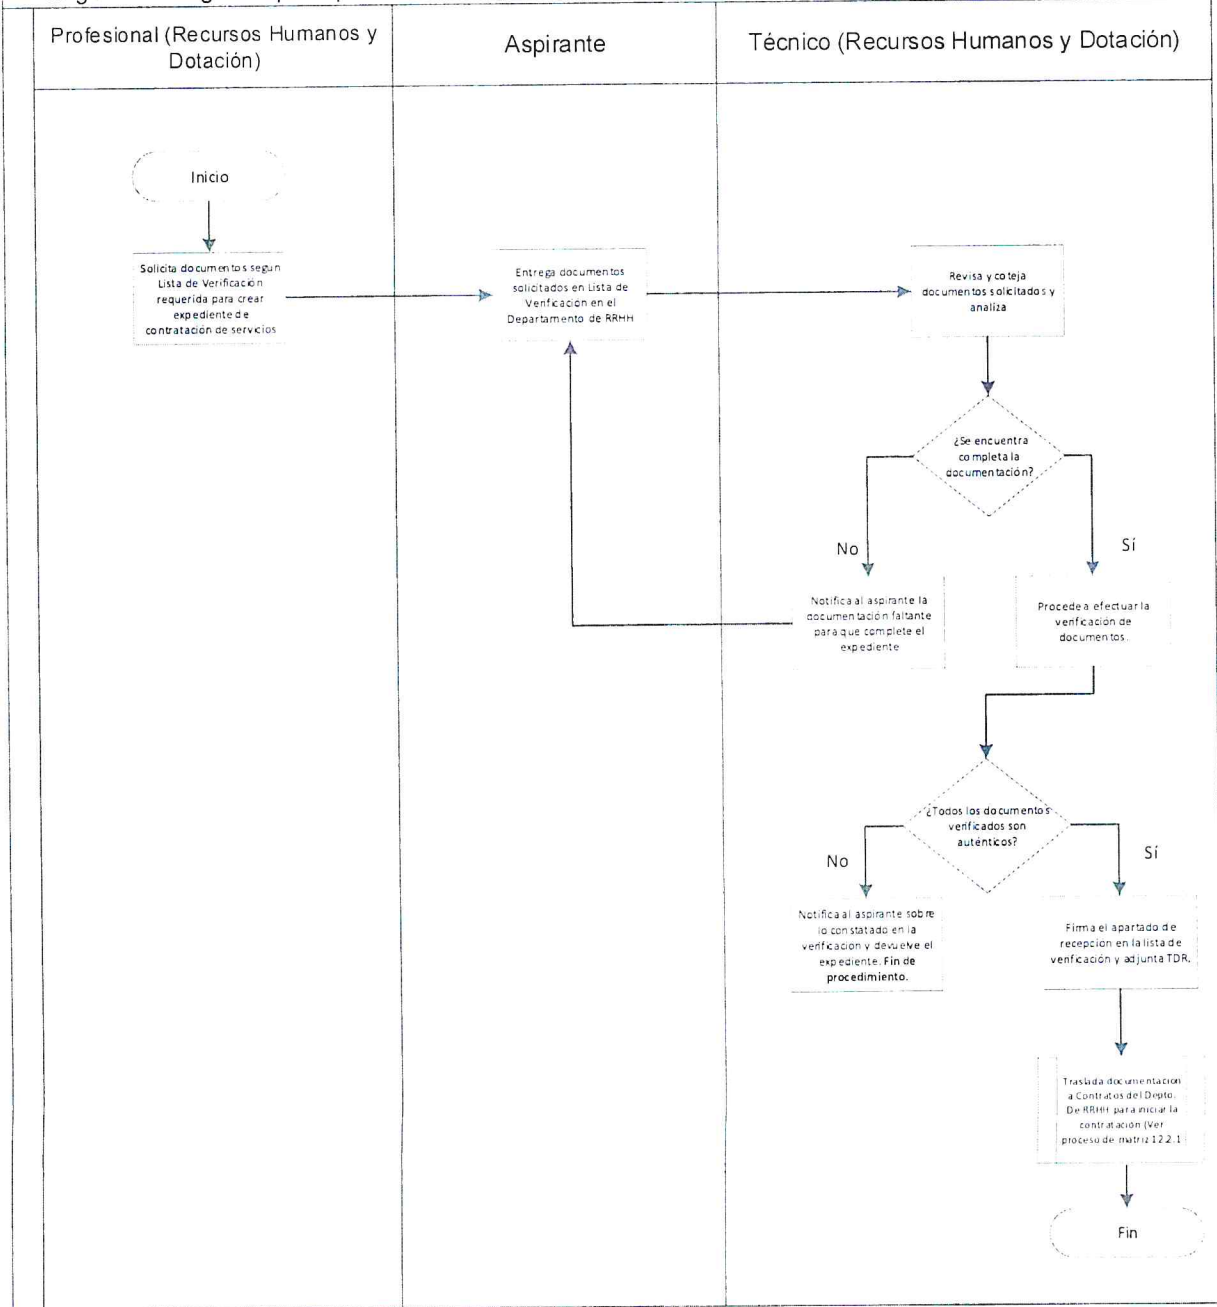 Profesional (Recursos Humanos y
Dotación)
Aspirante
Técnico (Recursos Humanos y Dotación)
Inicio
Solicita documentos segun
Lista de Verificación
requerida para crear
expediente de
contratación de servicios
Entrega documentos
solicitados en Lista de
Verificación en el
Departamento de RRHH
Revisa y coteja
documentos solicitados y
analiza
¿Se encuentra
completa la
documentación?
No
Sí
Notifica al aspirante la
documentación faltante
para que complete el
expediente
Procede a efectuar la
verificación de
documentos.
¿Todos los documentos
verificados son
auténticos?
No
Sí
Notifica al aspirante sobre
lo constatado en la
verificación y devuelve el
expediente. Fin de
procedimiento.
Firma el apartado de
recepción en la lista de
verificación y adjunta TDR.
Traslada documentación
a Contratos del Depto.
De RRHH para iniciar la
contratación (Ver
proceso de matriz 12.2.1
Fin